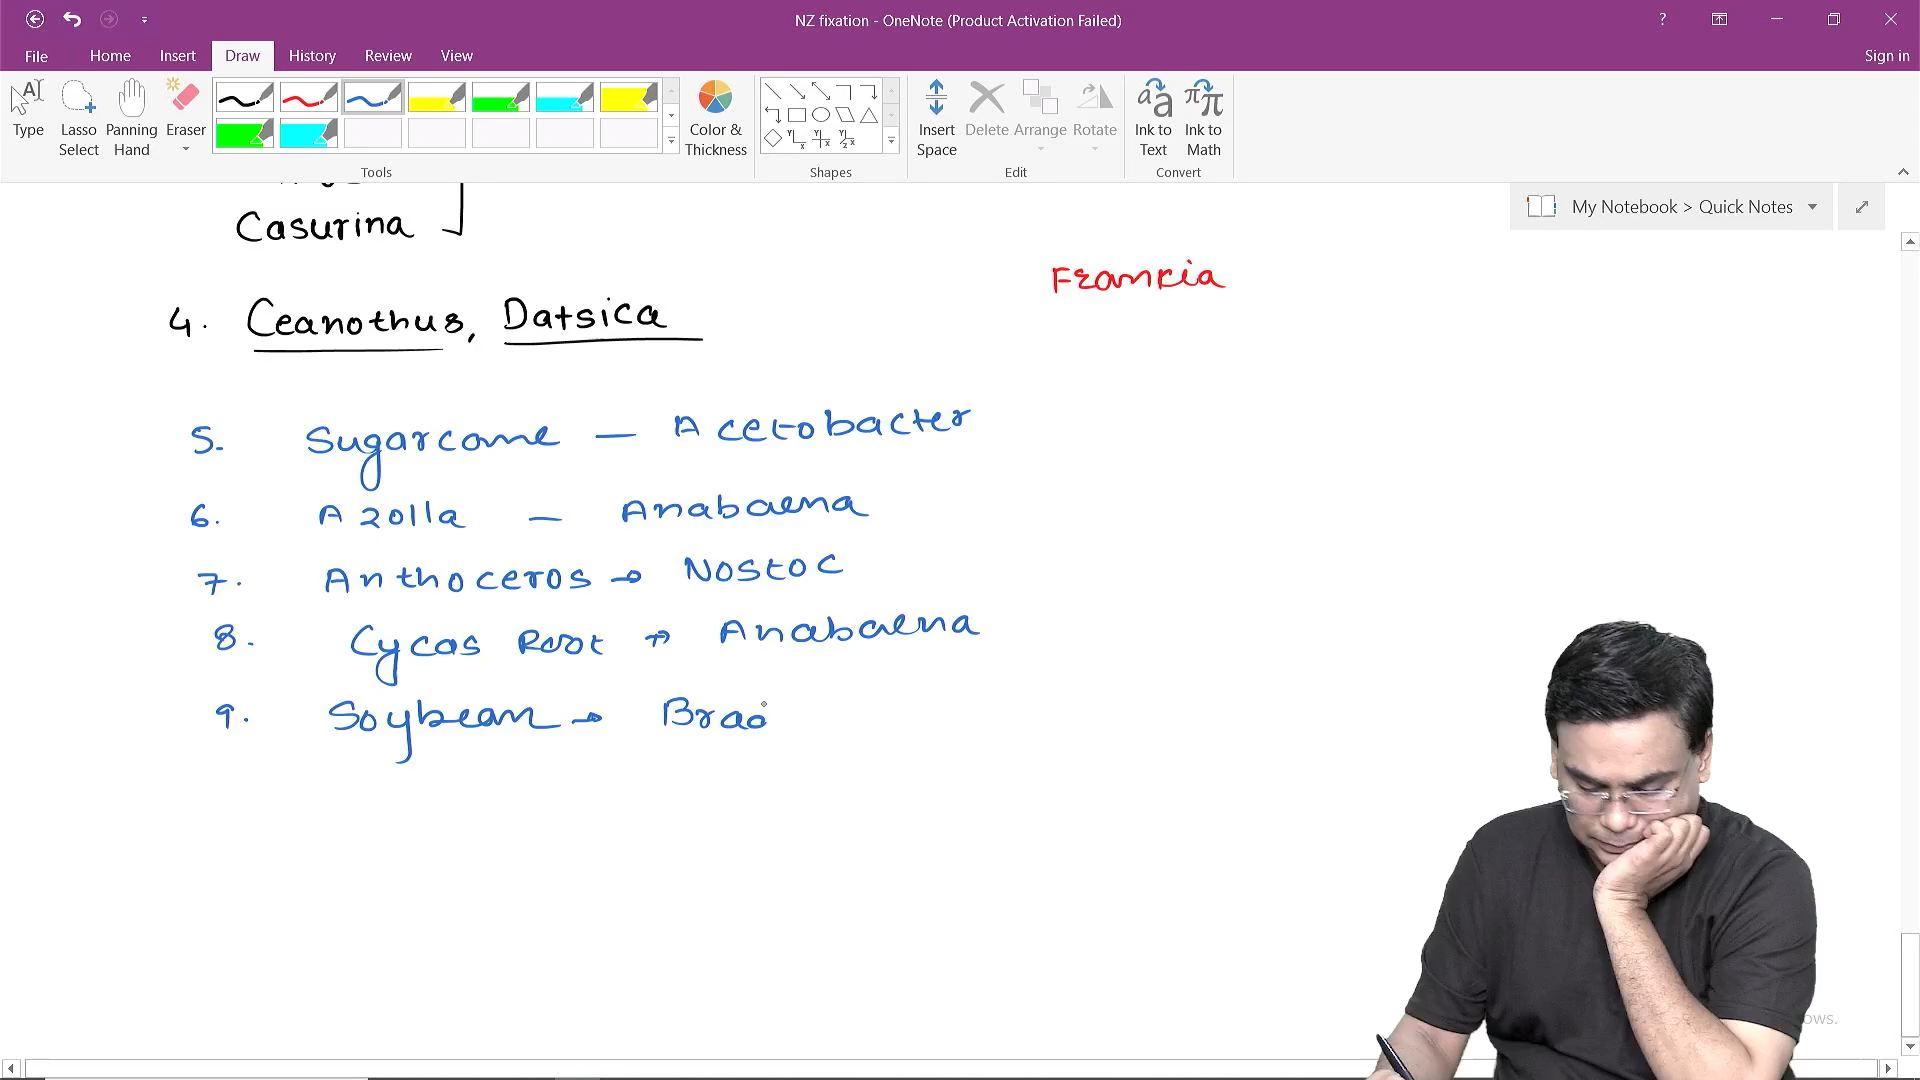 NZ fixation - OneNote (Product Activation Failed)
?
File Home Insert Draw History Review View
Sign in
Type
Lasso Select
Panning Hand
Eraser
Color & Thickness
Insert Space
Delete
Arrange
Rotate
Ink to Text
Ink to Math
Tools
Shapes
Edit
Convert
My Notebook > Quick Notes
Casurina
Frankia
4. Ceanothus, Datsica
5. Sugarcane — Acetobacter
6. Azolla — Anabaena
7. Anthoceros → Nostoc
8. Cycas Root → Anabaena
9. Soybean → Brad
ows.